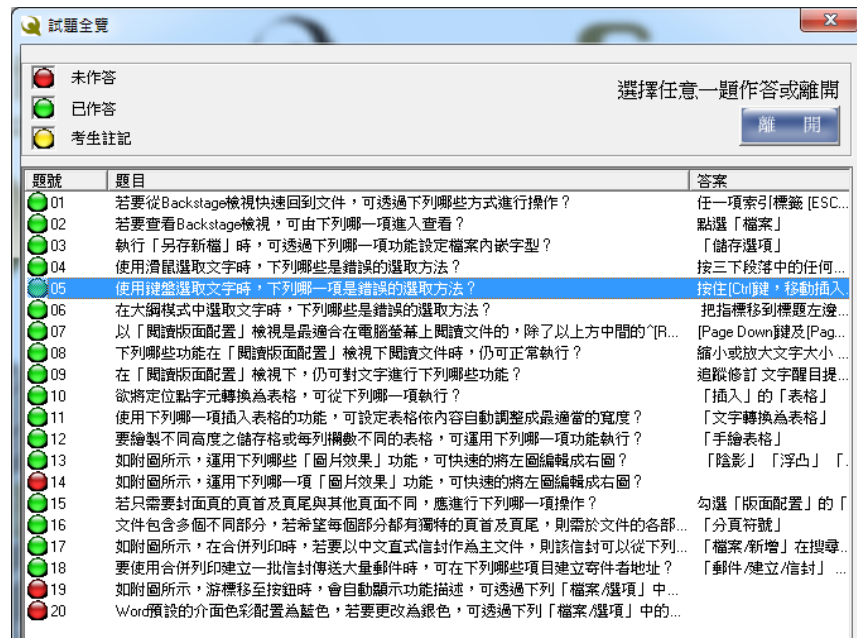 試題全覽
未作答
已作答
考生註記
選擇任意一題作答或離開
離 開
題號 題目 答案
01 若要從Backstage檢視快速回到文件，可透過下列哪些方式進行操作？ 任一項索引標籤 [ESC...
02 若要查看Backstage檢視，可由下列哪一項進入查看？ 點選「檔案」
03 執行「另存新檔」時，可透過下列哪一項功能設定檔案內嵌字型？ 「儲存選項」
04 使用滑鼠選取文字時，下列哪些是錯誤的選取方法？ 按三下段落中的任何...
05 使用鍵盤選取文字時，下列哪一項是錯誤的選取方法？ 按住[Ctrl]鍵，移動插入...
06 在大綱模式中選取文字時，下列哪些是錯誤的選取方法？ 把指標移到標題左邊...
07 以「閱讀版面配置」檢視是最適合在電腦螢幕上閱讀文件的，除了以上方中間的^[R... [Page Down]鍵及[Pag...
08 下列哪些功能在「閱讀版面配置」檢視下閱讀文件時，仍可正常執行？ 縮小或放大文字大小 ...
09 在「閱讀版面配置」檢視下，仍可對文字進行下列哪些功能？ 追蹤修訂 文字醒目提...
10 欲將定位點字元轉換為表格，可從下列哪一項執行？ 「插入」的「表格」
11 使用下列哪一項插入表格的功能，可設定表格依內容自動調整成最適當的寬度？ 「文字轉換為表格」
12 要繪製不同高度之儲存格或每列欄數不同的表格，可運用下列哪一項功能執行？ 「手繪表格」
13 如附圖所示，運用下列哪些「圖片效果」功能，可快速的將左圖編輯成右圖？ 「陰影」 「浮凸」 「.
14 如附圖所示，運用下列哪一項「圖片效果」功能，可快速的將左圖編輯成右圖？
15 若只需要封面頁的頁首及頁尾與其他頁面不同，應進行下列哪一項操作？ 勾選「版面配置」的「
16 文件包含多個不同部分，若希望每個部分都有獨特的頁首及頁尾，則需於文件的各部... 「分頁符號」
17 如附圖所示，在合併列印時，若要以中文直式信封作為主文件，則該信封可以從下列... 「檔案/新增」在搜尋.
18 要使用合併列印建立一批信封傳送大量郵件時，可在下列哪些項目建立寄件者地址？ 「郵件/建立/信封」 ...
19 如附圖所示，游標移至按鈕時，會自動顯示功能描述，可透過下列「檔案/選項」中...
20 Word預設的介面色彩配置為藍色，若要更改為銀色，可透過下列「檔案/選項」中的...